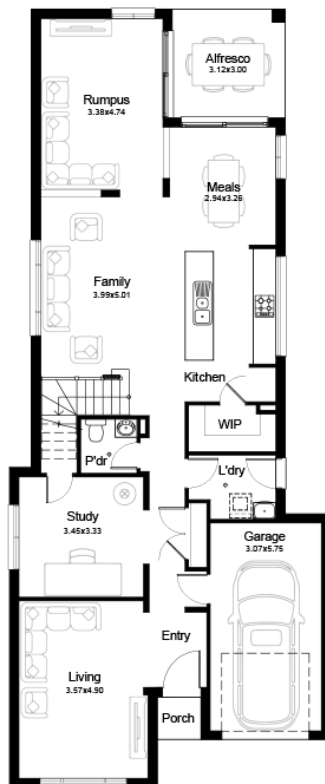 Alfresco
3.12x3.00
Rumpus
3.38x4.74
Meals
2.94x3.26
Family
3.99x5.01
Kitchen
WIP
P'dr
L'dry
Study
3.45x3.33
Garage
3.07x5.75
Entry
Living
3.57x4.90
Porch